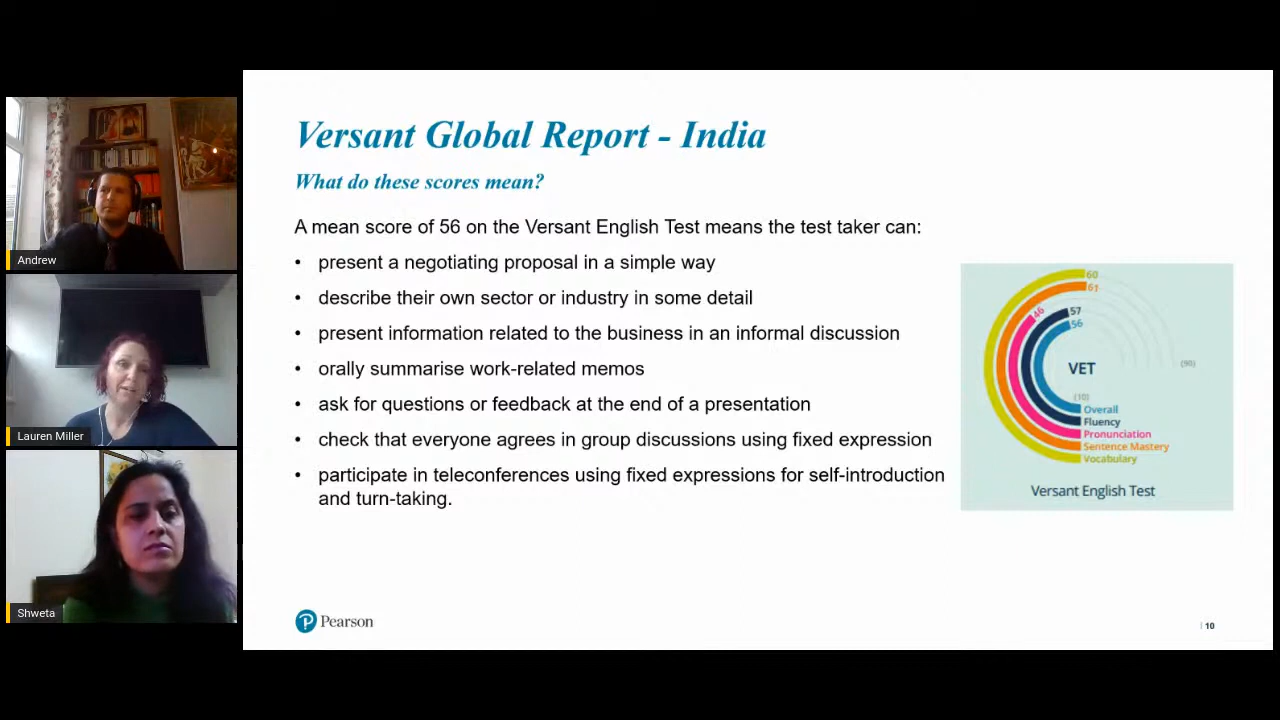 Andrew
Lauren Miller
Shweta
Versant Global Report - India
What do these scores mean?
A mean score of 56 on the Versant English Test means the test taker can:
• present a negotiating proposal in a simple way
• describe their own sector or industry in some detail
• present information related to the business in an informal discussion
• orally summarise work-related memos
• ask for questions or feedback at the end of a presentation
• check that everyone agrees in group discussions using fixed expression
• participate in teleconferences using fixed expressions for self-introduction
and turn-taking.
60
61
46
57
56
VET
(90)
(10)
Overall
Fluency
Pronunciation
Sentence Mastery
Vocabulary
Versant English Test
Pearson
10